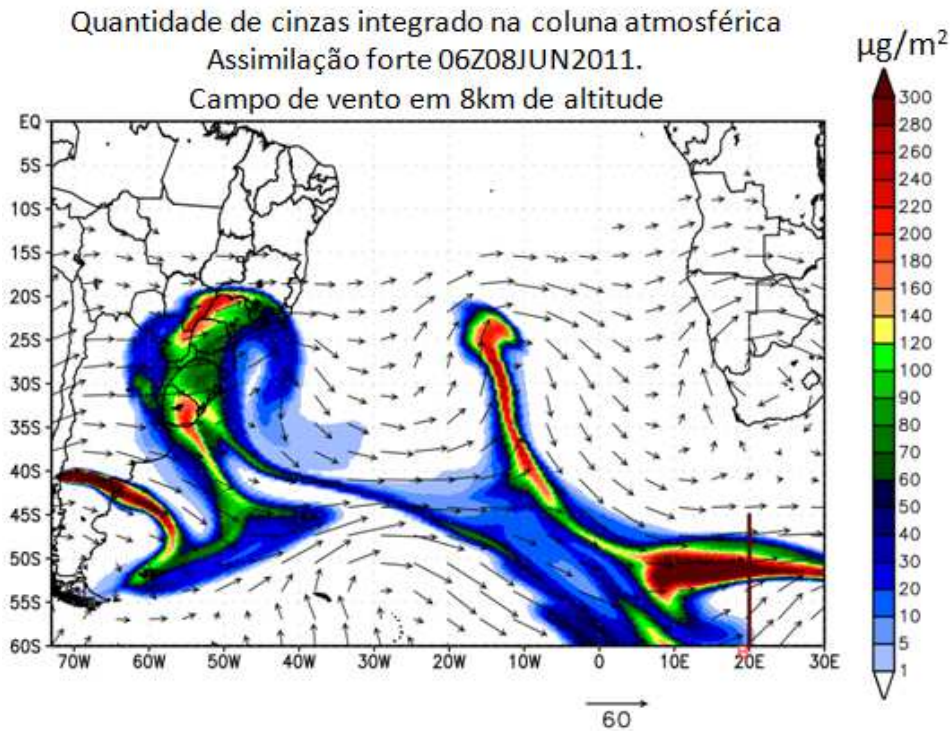 Quantidade de cinzas integrado na coluna atmosférica
Assimilação forte 06Z08JUN2011.
Campo de vento em 8km de altitude
µg/m²
EQ
5S
10S
15S
20S
25S
30S
35S
40S
45S
50S
55S
60S
70W
60W
50W
40W
30W
20W
10W
0
10E
20E
30E
300
280
260
240
220
200
180
160
140
120
100
90
80
70
60
50
40
30
20
10
5
1
60